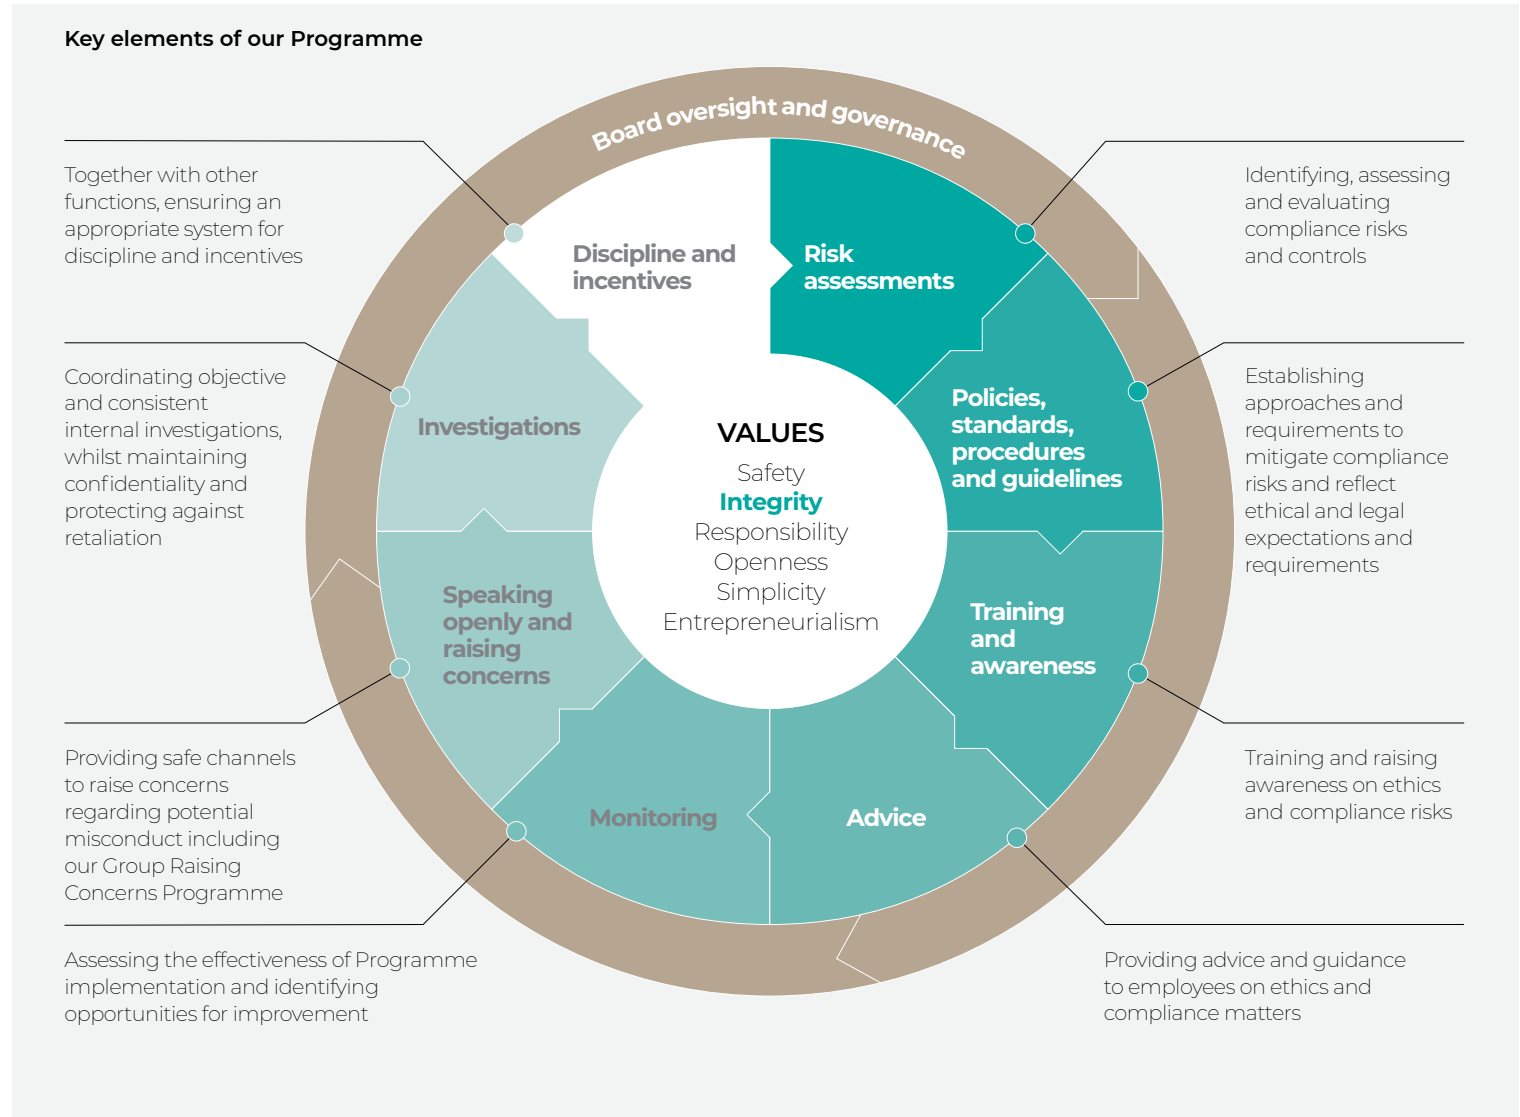 Key elements of our Programme
Board oversight and governance
Together with other
functions, ensuring an
appropriate system for
discipline and incentives
Identifying, assessing
and evaluating
compliance risks
and controls
Discipline and
incentives
Risk
assessments
Coordinating objective
and consistent
internal investigations,
whilst maintaining
confidentiality and
protecting against
retaliation
Establishing
approaches and
requirements to
mitigate compliance
risks and reflect
ethical and legal
expectations and
requirements
Investigations
Policies,
standards,
procedures
and guidelines
VALUES
Safety
Integrity
Responsibility
Openness
Simplicity
Entrepreneurialism
Speaking
openly and
raising
concerns
Training
and
awareness
Providing safe channels
to raise concerns
regarding potential
misconduct including
our Group Raising
Concerns Programme
Training and raising
awareness on ethics
and compliance risks
Monitoring
Advice
Assessing the effectiveness of Programme
implementation and identifying
opportunities for improvement
Providing advice and guidance
to employees on ethics and
compliance matters